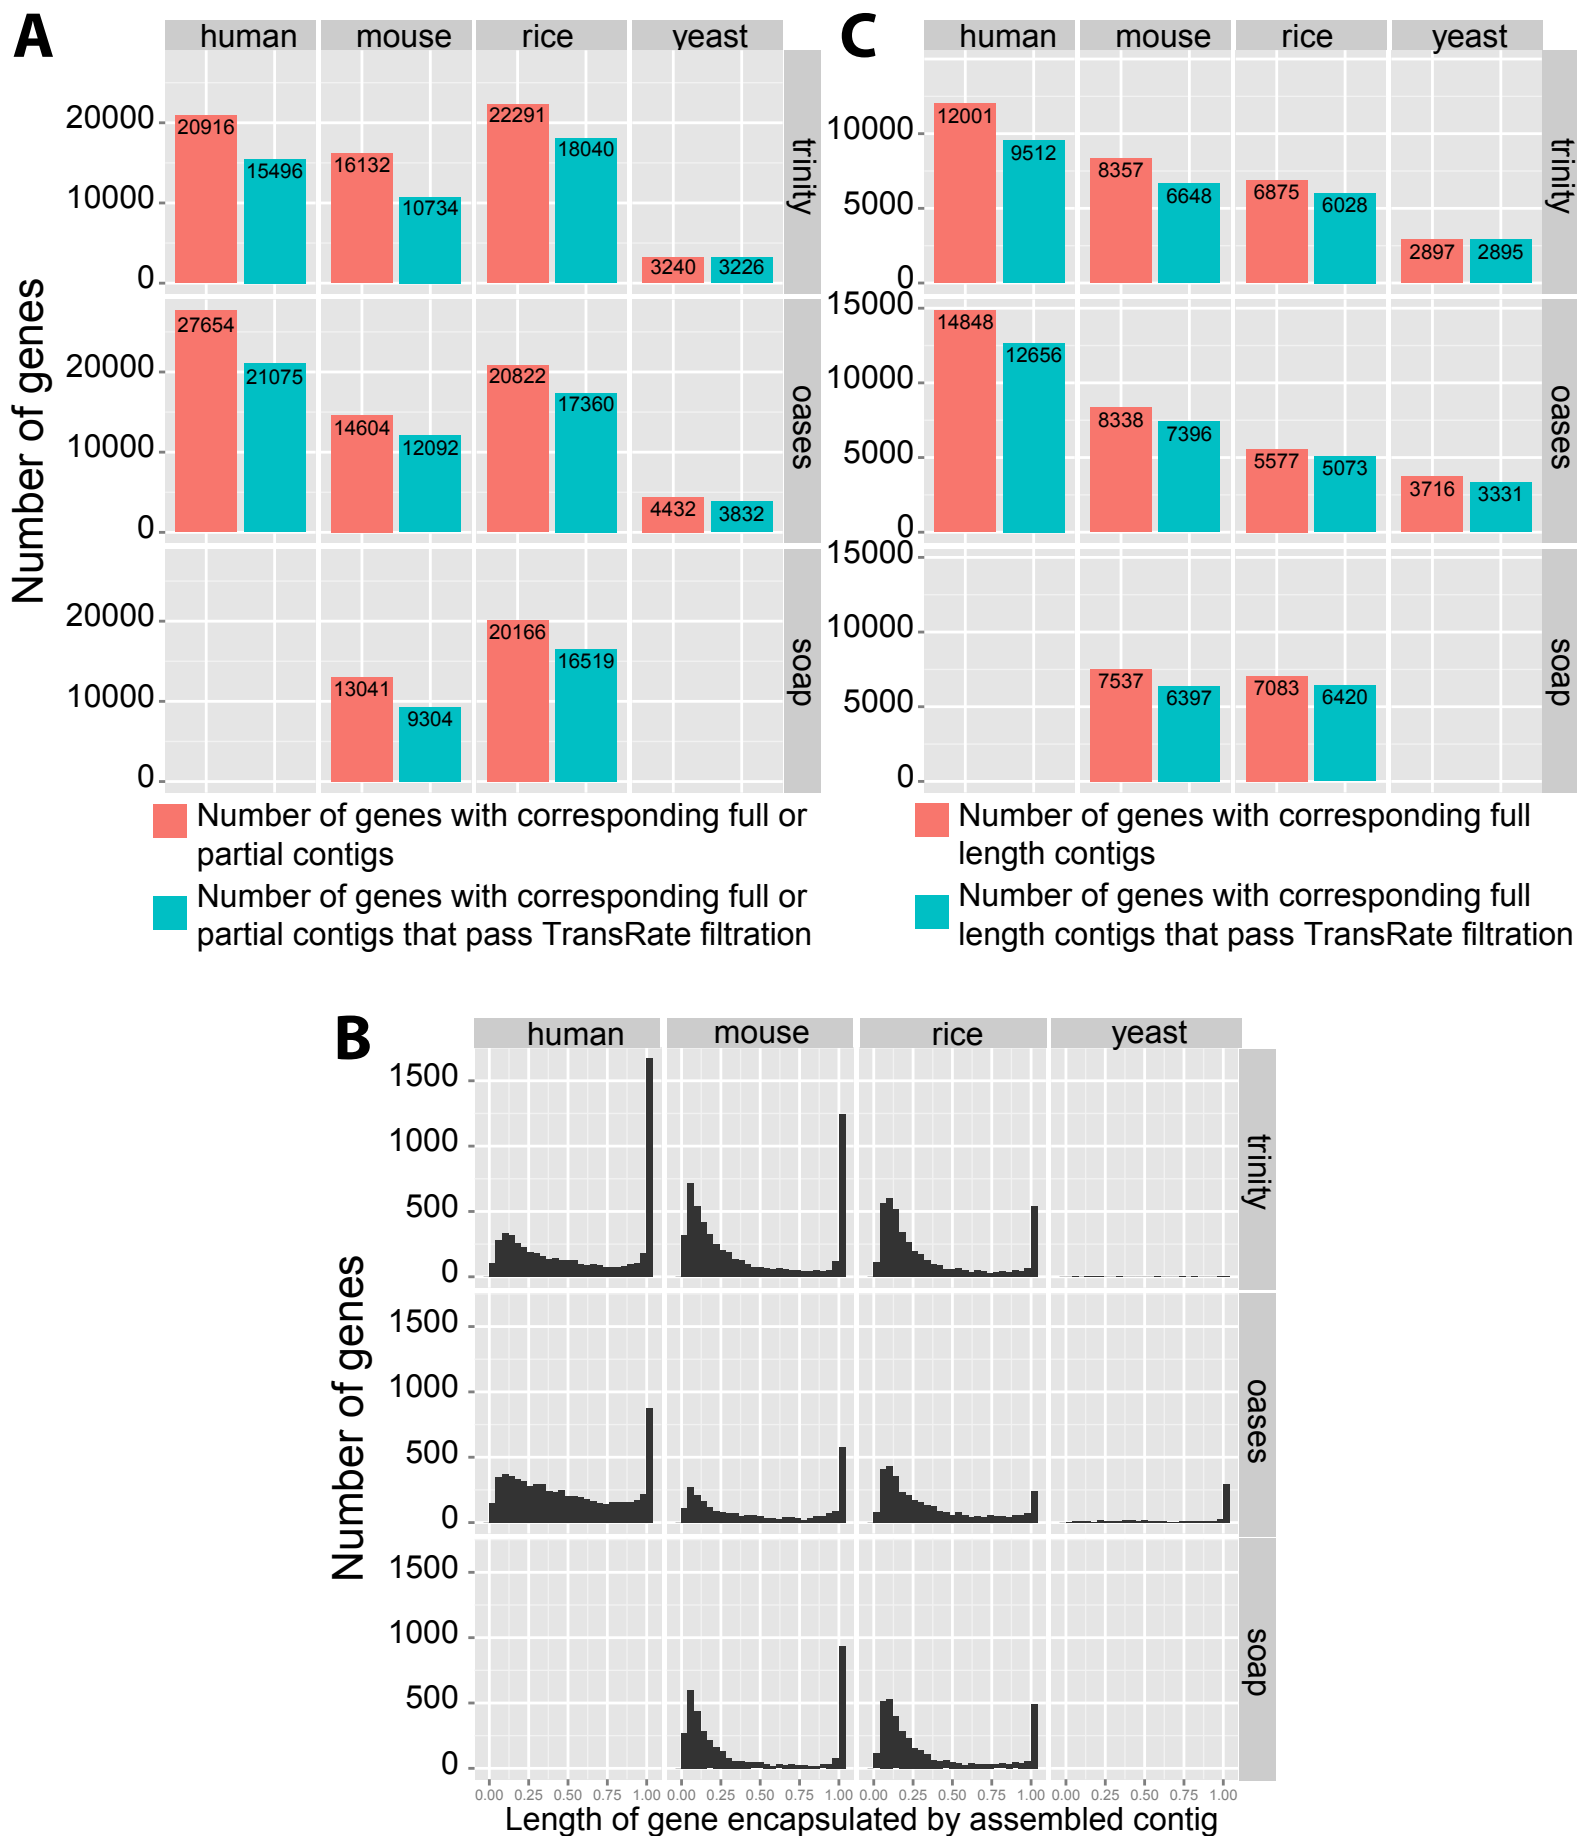 A
human mouse rice yeast
20000
10000
0
20916 15496 16132 10734 22291 18040 3240 3226
trinity
20000
10000
0
27654 21075 14604 12092 20822 17360 4432 3832
oases
20000
10000
0
13041 9304 20166 16519
soap
Number of genes
Number of genes with corresponding full or
partial contigs
Number of genes with corresponding full or
partial contigs that pass TransRate filtration
C
human mouse rice yeast
10000
5000
0
12001 9512 8357 6648 6875 6028 2897 2895
trinity
15000
10000
5000
0
14848 12656 8338 7396 5577 5073 3716 3331
oases
15000
10000
5000
0
7537 6397 7083 6420
soap
Number of genes with corresponding full
length contigs
Number of genes with corresponding full
length contigs that pass TransRate filtration
B
human mouse rice yeast
1500
1000
500
0
trinity
1500
1000
500
0
oases
1500
1000
500
0
soap
Number of genes
0.00 0.25 0.50 0.75 1.00 0.00 0.25 0.50 0.75 1.00 0.00 0.25 0.50 0.75 1.00 0.00 0.25 0.50 0.75 1.00
Length of gene encapsulated by assembled contig